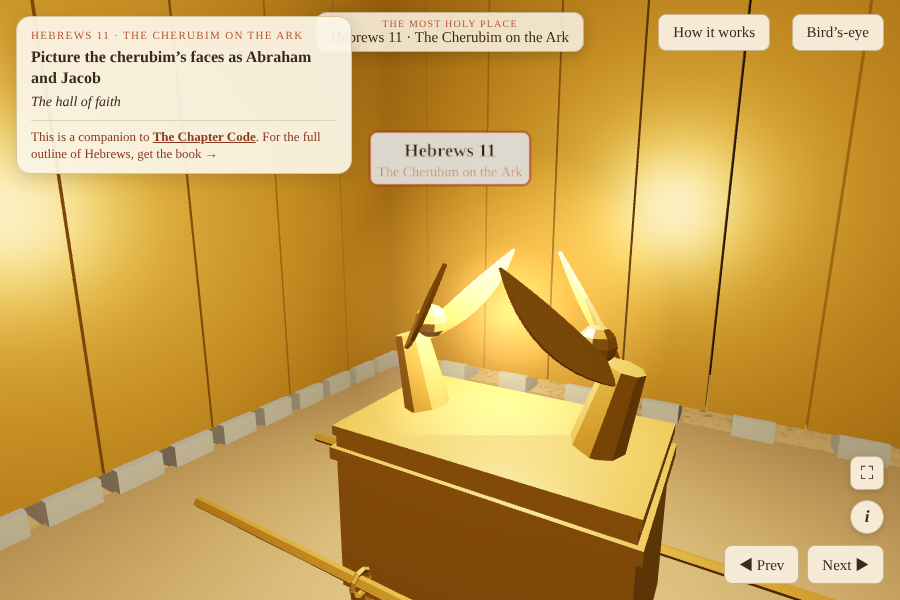 HEBREWS 11 · THE CHERUBIM ON THE ARK
Picture the cherubim’s faces as Abraham
and Jacob
The hall of faith
This is a companion to The Chapter Code. For the full
outline of Hebrews, get the book →
THE MOST HOLY PLACE
Hebrews 11 · The Cherubim on the Ark
How it works
Bird’s-eye
Hebrews 11
The Cherubim on the Ark
i
◀ Prev
Next ▶